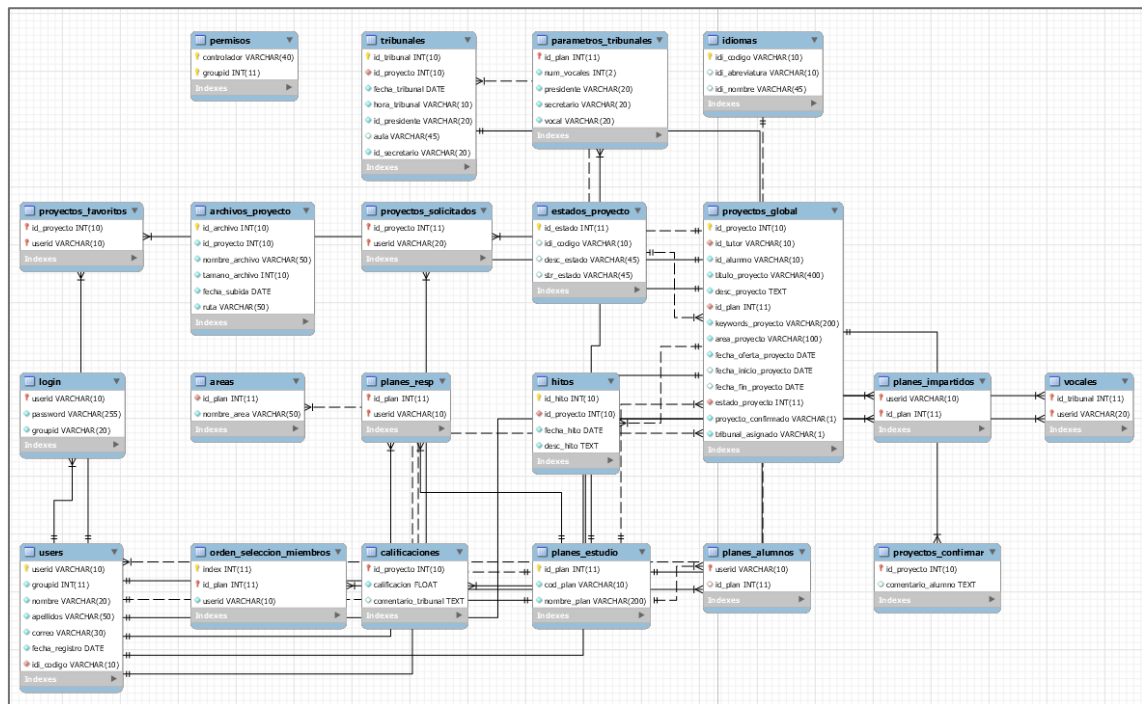 permisos
controlador VARCHAR(40)
groupid INT(11)
Indexes
tribunales
id_tribunal INT(10)
id_proyecto INT(10)
fecha_tribunal DATE
hora_tribunal VARCHAR(10)
id_presidente VARCHAR(20)
aula VARCHAR(45)
id_secretario VARCHAR(20)
Indexes
parametros_tribunales
id_plan INT(11)
num_vocales INT(2)
presidente VARCHAR(20)
secretario VARCHAR(20)
vocal VARCHAR(20)
Indexes
idiomas
idi_codigo VARCHAR(10)
idi_abreviatura VARCHAR(10)
idi_nombre VARCHAR(45)
Indexes
proyectos_favoritos
id_proyecto INT(10)
userid VARCHAR(10)
Indexes
archivos_proyecto
id_archivo INT(10)
id_proyecto INT(10)
nombre_archivo VARCHAR(50)
tamano_archivo INT(10)
fecha_subida DATE
ruta VARCHAR(50)
Indexes
proyectos_solicitados
id_proyecto INT(11)
userid VARCHAR(20)
Indexes
estados_proyecto
id_estado INT(11)
idi_codigo VARCHAR(10)
desc_estado VARCHAR(45)
str_estado VARCHAR(45)
Indexes
proyectos_global
id_proyecto INT(10)
id_tutor VARCHAR(10)
id_alumno VARCHAR(10)
titulo_proyecto VARCHAR(400)
desc_proyecto TEXT
id_plan INT(11)
keywords_proyecto VARCHAR(200)
area_proyecto VARCHAR(100)
fecha_oferta_proyecto DATE
fecha_inicio_proyecto DATE
fecha_fin_proyecto DATE
estado_proyecto INT(11)
proyecto_confirmado VARCHAR(1)
tribunal_asignado VARCHAR(1)
Indexes
login
userid VARCHAR(10)
password VARCHAR(255)
groupid VARCHAR(20)
Indexes
areas
id_plan INT(11)
nombre_area VARCHAR(50)
Indexes
planes_resp
id_plan INT(11)
userid VARCHAR(10)
Indexes
hitos
id_hito INT(10)
id_proyecto INT(10)
fecha_hito DATE
desc_hito TEXT
Indexes
planes_impartidos
userid VARCHAR(10)
id_plan INT(11)
Indexes
vocales
id_tribunal INT(11)
userid VARCHAR(20)
Indexes
users
userid VARCHAR(10)
groupid INT(11)
nombre VARCHAR(20)
apellidos VARCHAR(50)
correo VARCHAR(30)
fecha_registro DATE
idi_codigo VARCHAR(10)
Indexes
orden_seleccion_miembros
index INT(11)
id_plan INT(11)
userid VARCHAR(10)
Indexes
calificaciones
id_proyecto INT(10)
calificacion FLOAT
comentario_tribunal TEXT
Indexes
planes_estudio
id_plan INT(11)
cod_plan VARCHAR(10)
nombre_plan VARCHAR(200)
Indexes
planes_alumnos
userid VARCHAR(10)
id_plan INT(11)
Indexes
proyectos_confirmar
id_proyecto INT(10)
comentario_alumno TEXT
Indexes